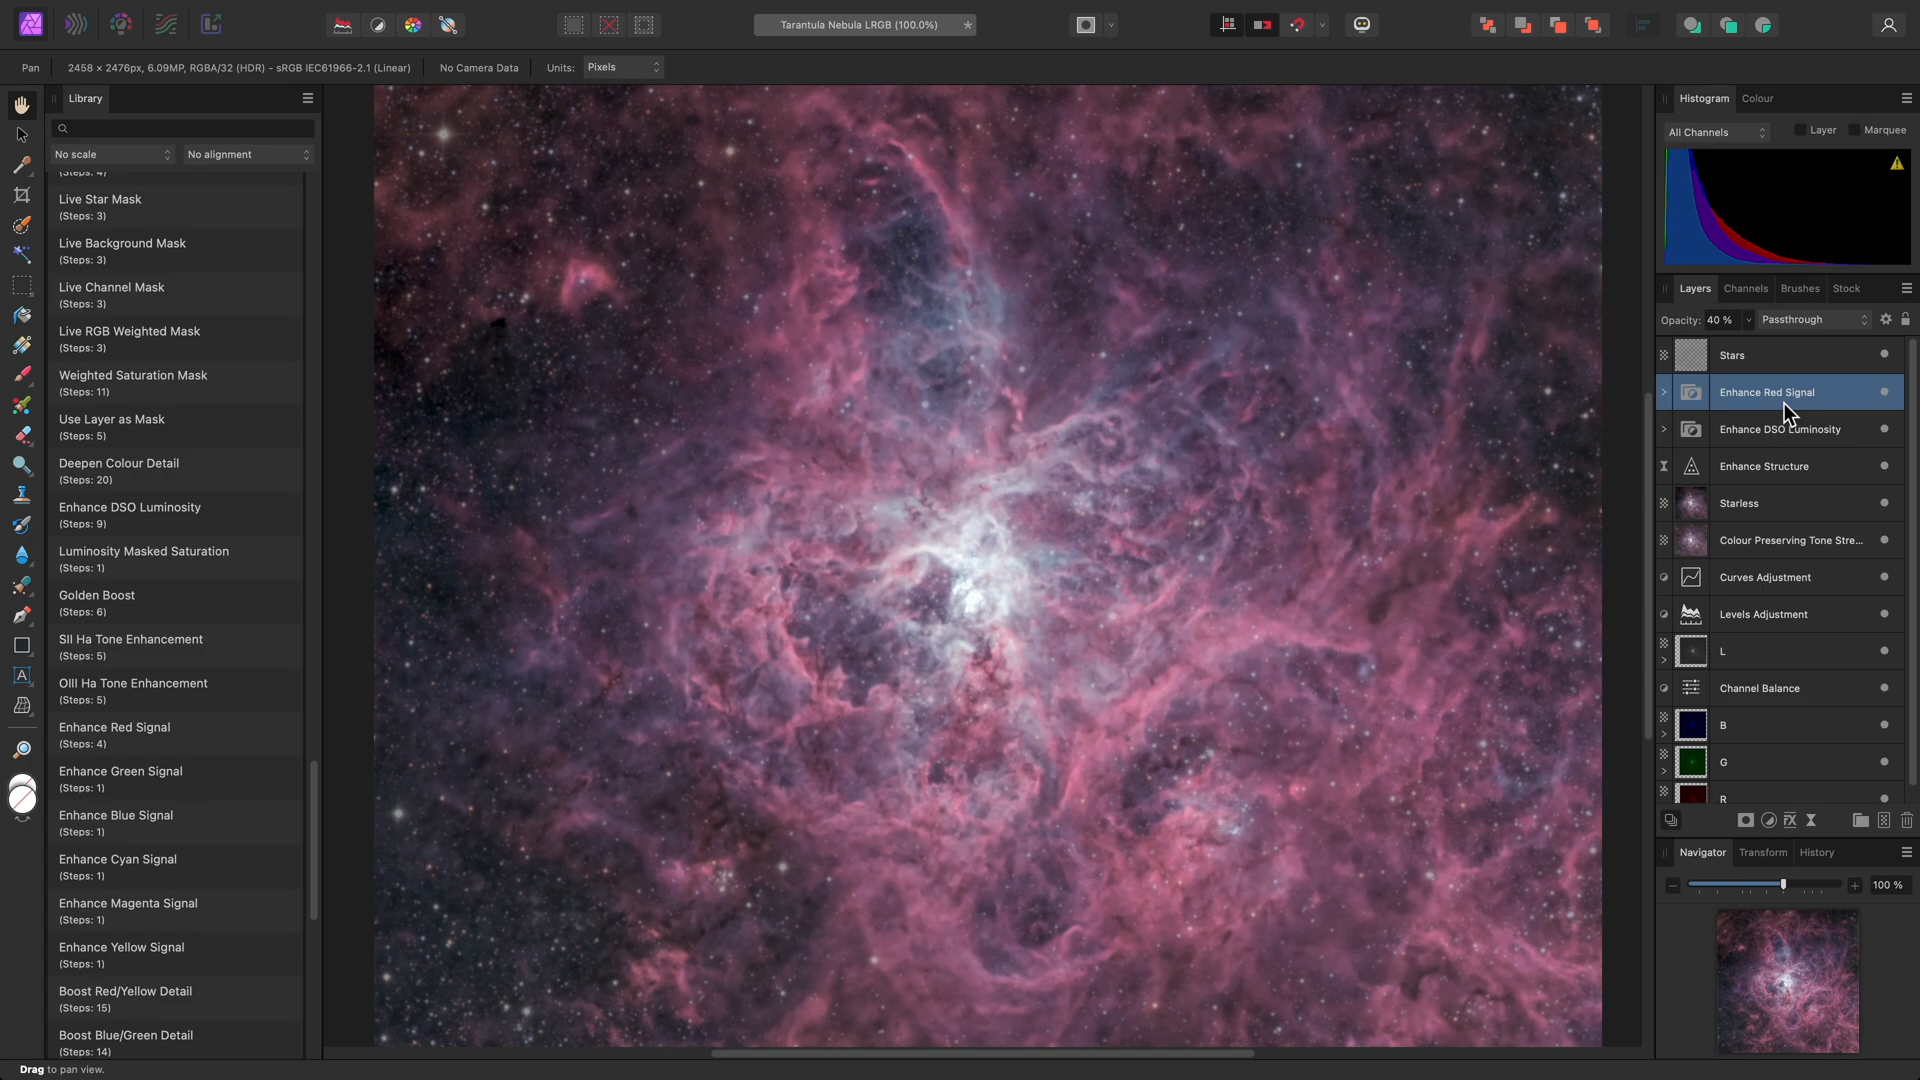 Tarantula Nebula LRGB (100.0%)
*
Pan
2458 × 2476px, 6.09MP, RGBA/32 (HDR) - sRGB IEC61966-2.1 (Linear)
No Camera Data
Units:
Pixels
Library
No scale
No alignment
(Steps: 4)
Live Star Mask
(Steps: 3)
Live Background Mask
(Steps: 3)
Live Channel Mask
(Steps: 3)
Live RGB Weighted Mask
(Steps: 3)
Weighted Saturation Mask
(Steps: 11)
Use Layer as Mask
(Steps: 5)
Deepen Colour Detail
(Steps: 20)
Enhance DSO Luminosity
(Steps: 9)
Luminosity Masked Saturation
(Steps: 1)
Golden Boost
(Steps: 6)
SII Ha Tone Enhancement
(Steps: 5)
OIII Ha Tone Enhancement
(Steps: 5)
Enhance Red Signal
(Steps: 4)
Enhance Green Signal
(Steps: 1)
Enhance Blue Signal
(Steps: 1)
Enhance Cyan Signal
(Steps: 1)
Enhance Magenta Signal
(Steps: 1)
Enhance Yellow Signal
(Steps: 1)
Boost Red/Yellow Detail
(Steps: 15)
Boost Blue/Green Detail
(Steps: 14)
Drag to pan view.
Histogram
Colour
All Channels
Layer
Marquee
Layers
Channels
Brushes
Stock
Opacity: 40 %
Passthrough
Stars
Enhance Red Signal
Enhance DSO Luminosity
Enhance Structure
Starless
Colour Preserving Tone Stre...
Curves Adjustment
Levels Adjustment
L
Channel Balance
B
G
R
Navigator
Transform
History
100 %